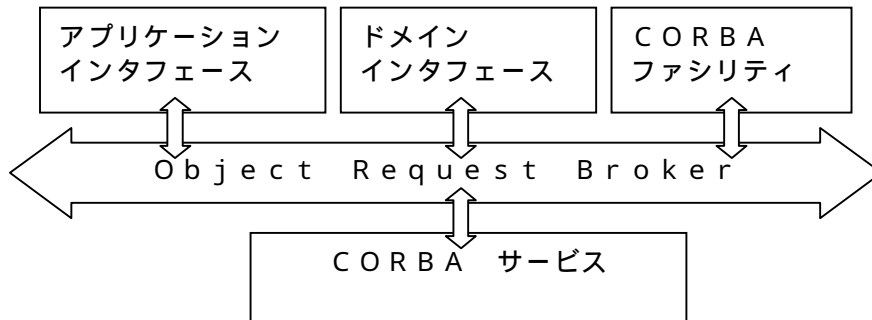 アプリケーション
インタフェース
ドメイン
インタフェース
ＣＯＲＢＡ
ファシリティ
Ｏｂｊｅｃｔ　Ｒｅｑｕｅｓｔ　Ｂｒｏｋｅｒ
ＣＯＲＢＡ　サービス